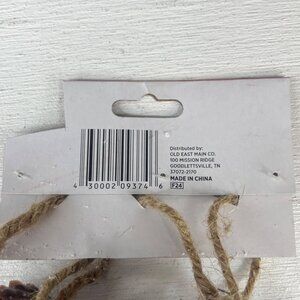 Distributed by:
OLD EAST MAIN CO.
100 MISSION RIDGE
GOODLETTSVILLE, TN
37072-2170
MADE IN CHINA
F24
4 30002 09374 6